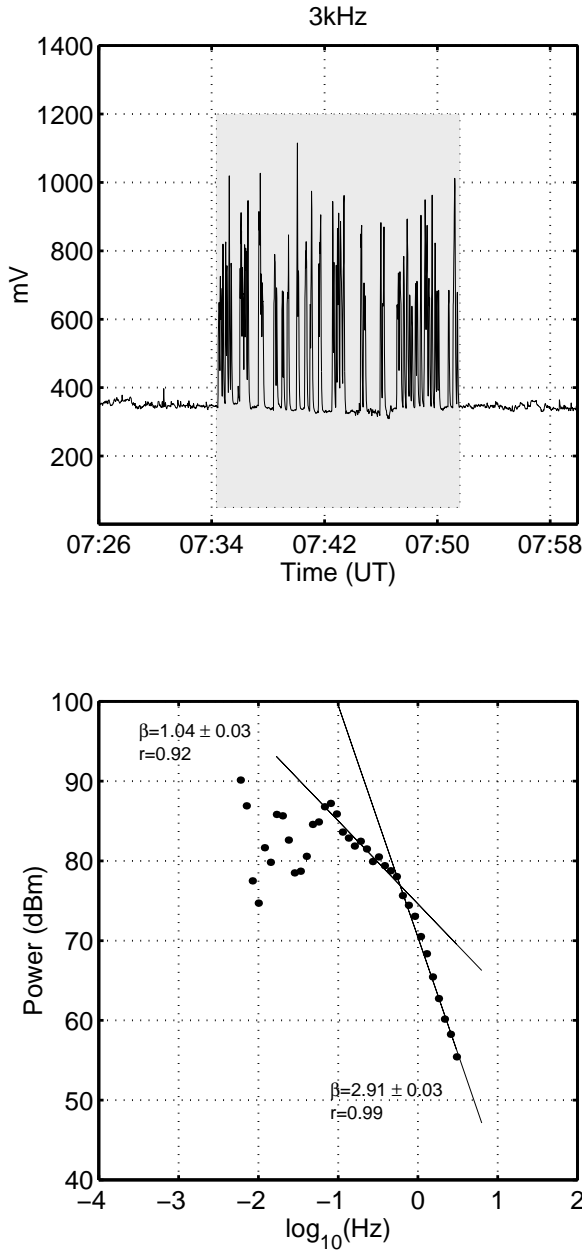 3kHz
1400
1200
1000
800
600
400
200
mV
07:26 07:34 07:42 07:50 07:58
Time (UT)
100
90
80
70
60
50
40
Power (dBm)
β=1.04 ± 0.03
r=0.92
β=2.91 ± 0.03
r=0.99
−4 −3 −2 −1 0 1 2
log10(Hz)